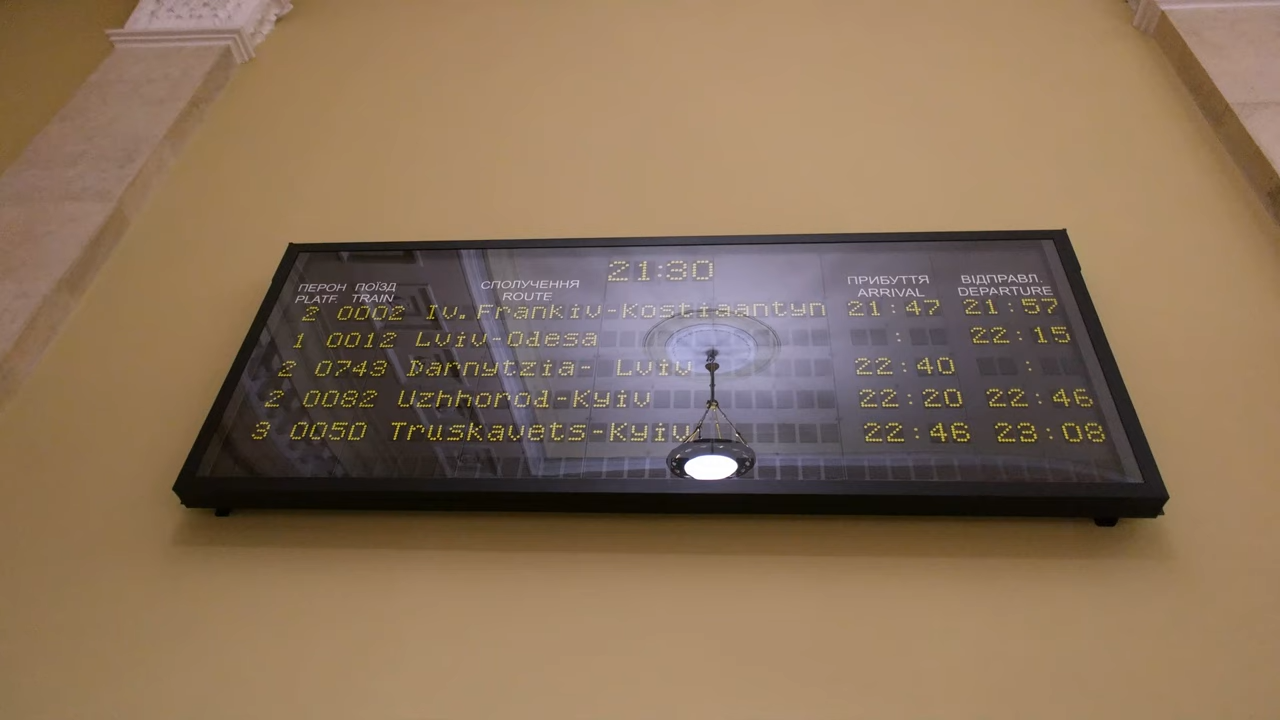 21:30
ПЕРОН ПОЇЗД СПОЛУЧЕННЯ ПРИБУТТЯ ВІДПРАВЛ.
PLATF. TRAIN ROUTE ARRIVAL DEPARTURE
2 0002 Iv.Frankiv-Kostiaantyn 21:47 21:57
1 0012 Lviv-Odesa : 22:15
2 0743 Darnytzia- Lviv 22:40 :
2 0082 Uzhhorod-Kyiv 22:20 22:46
3 0050 Truskavets-Kyiv 22:46 23:08